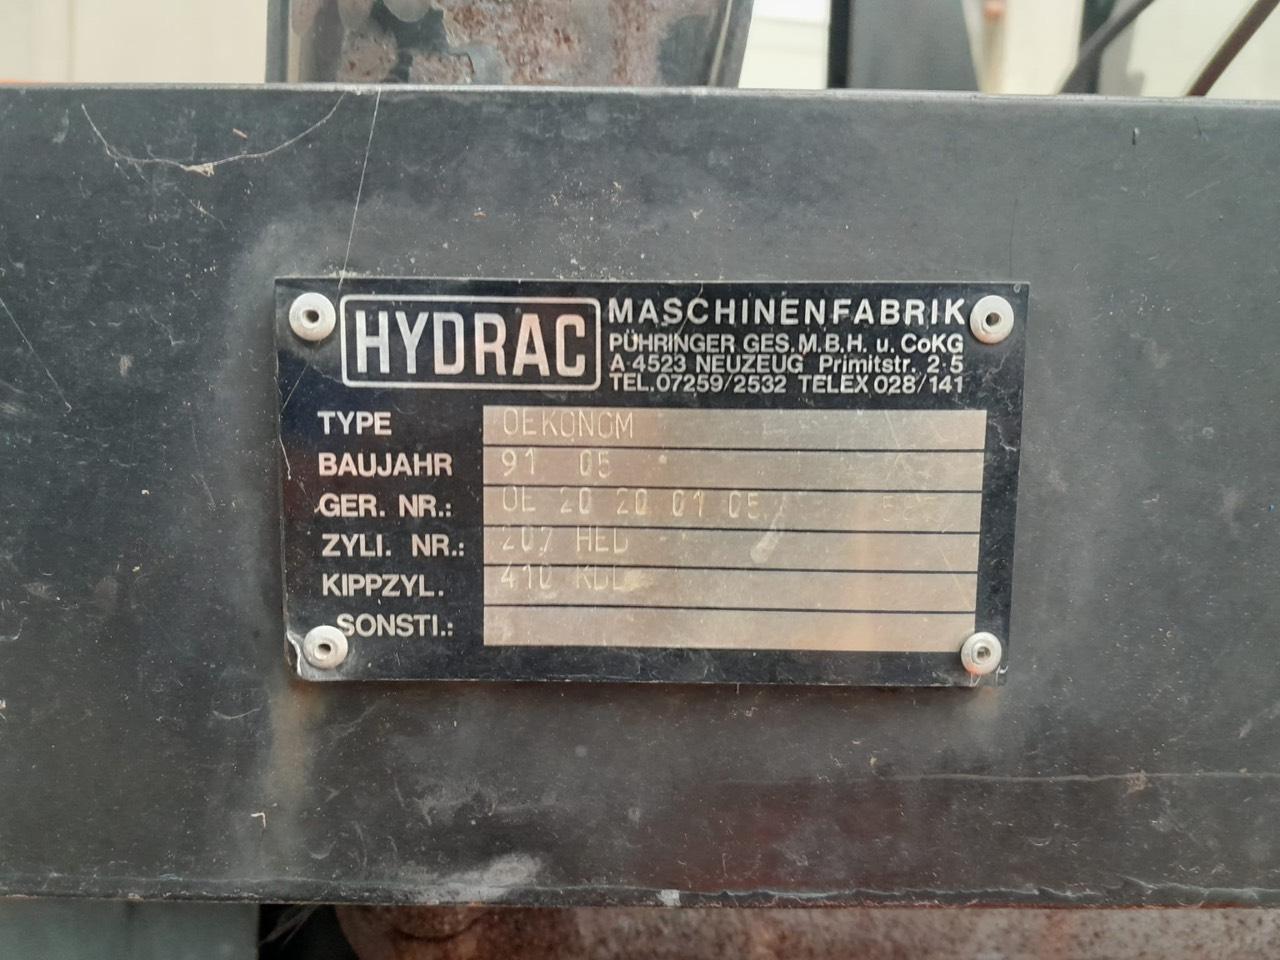 HYDRAC
MASCHINENFABRIK
PÜHRINGER GES.M.B.H. u. CoKG
A-4523 NEUZEUG Primitstr. 2-5
TEL.07259/2532 TELEX 028/141
TYPE OEKONOM
BAUJAHR 91 05
GER. NR.: OE 20 20 01 05
ZYLI. NR.: 207 HED
KIPPZYL. 410
SONSTI.: